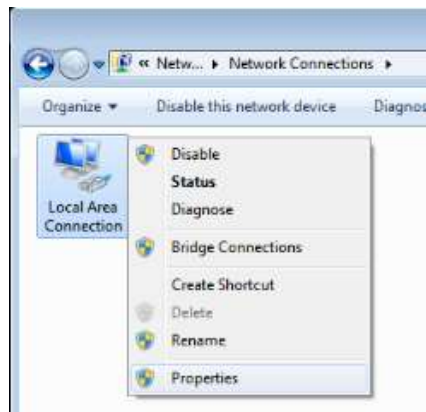 « Netw... ▸ Network Connections ▸
Organize ▾ Disable this network device Diagnos
Local Area
Connection
Disable
Status
Diagnose
Bridge Connections
Create Shortcut
Delete
Rename
Properties